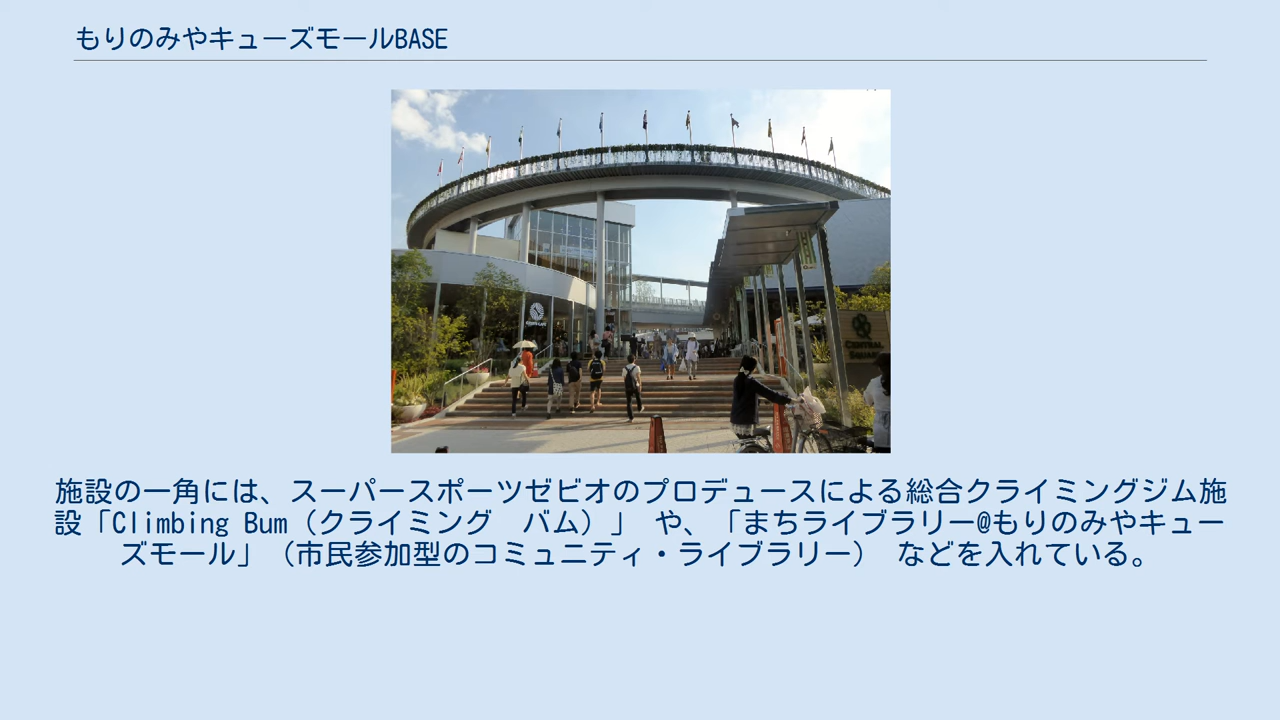 もりのみやキューズモールBASE
CENTRAL
SQUARE
施設の一角には、スーパースポーツゼビオのプロデュースによる総合クライミングジム施
設「Climbing Bum（クライミング　バム）」 や、「まちライブラリー@もりのみやキュー
ズモール」（市民参加型のコミュニティ・ライブラリー） などを入れている。